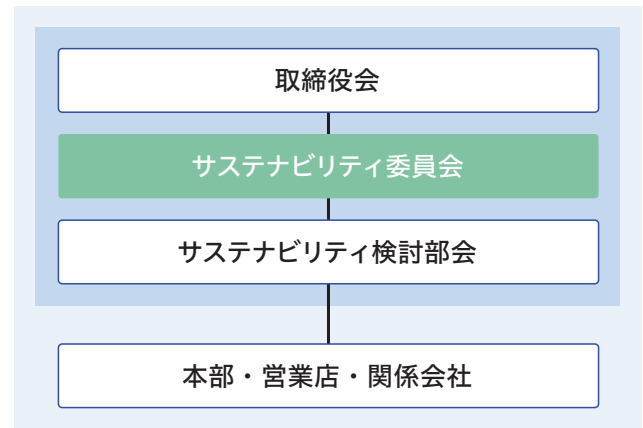 取締役会
サステナビリティ委員会
サステナビリティ検討部会
本部・営業店・関係会社